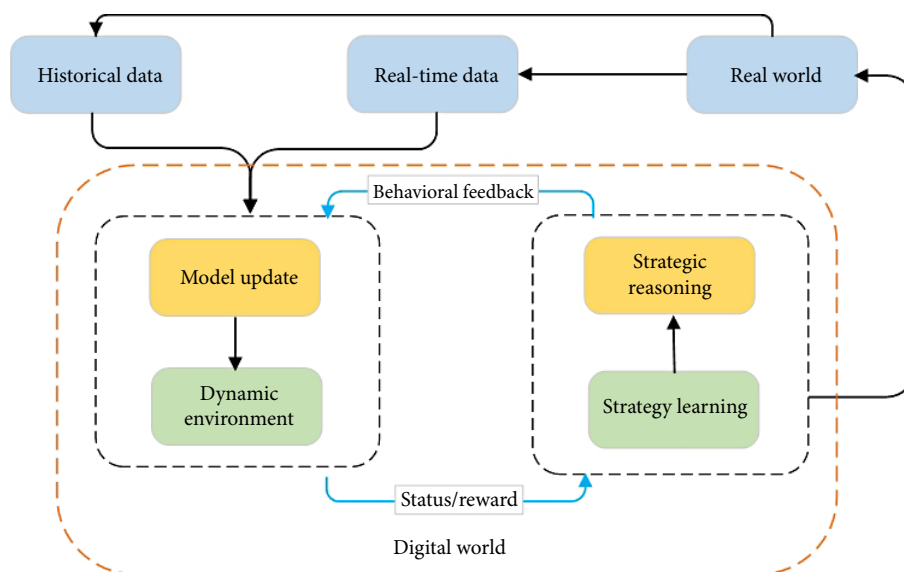 Historical data
Real-time data
Real world
Behavioral feedback
Model update
Strategic
reasoning
Dynamic
environment
Strategy learning
Status/reward
Digital world